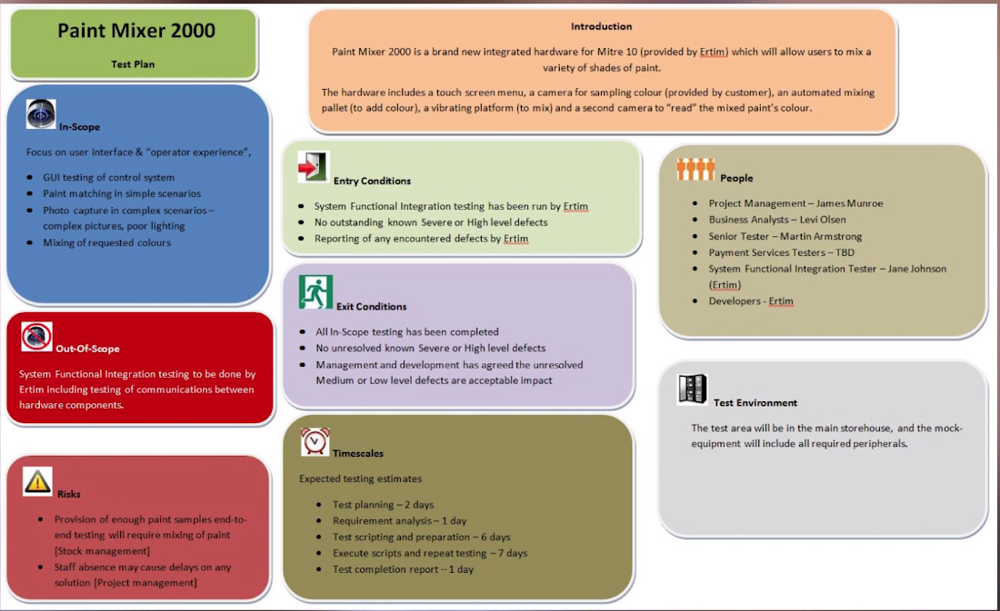 Paint Mixer 2000
Test Plan
Introduction
Paint Mixer 2000 is a brand new integrated hardware for Mitre 10 (provided by Ertim) which will allow users to mix a
variety of shades of paint.
The hardware includes a touch screen menu, a camera for sampling colour (provided by customer), an automated mixing
pallet (to add colour), a vibrating platform (to mix) and a second camera to “read” the mixed paint’s colour.
In-Scope
Focus on user interface & “operator experience”,
● GUI testing of control system
● Paint matching in simple scenarios
● Photo capture in complex scenarios –
complex pictures, poor lighting
● Mixing of requested colours
Out-Of-Scope
System Functional Integration testing to be done by
Ertim including testing of communications between
hardware components.
Risks
● Provision of enough paint samples end-to-
end testing will require mixing of paint
[Stock management]
● Staff absence may cause delays on any
solution [Project management]
Entry Conditions
● System Functional Integration testing has been run by Ertim
● No outstanding known Severe or High level defects
● Reporting of any encountered defects by Ertim
Exit Conditions
● All In-Scope testing has been completed
● No unresolved known Severe or High level defects
● Management and development has agreed the unresolved
Medium or Low level defects are acceptable impact
Timescales
Expected testing estimates
● Test planning – 2 days
● Requirement analysis – 1 day
● Test scripting and preparation – 6 days
● Execute scripts and repeat testing – 7 days
● Test completion report – 1 day
People
● Project Management – James Munroe
● Business Analysts – Levi Olsen
● Senior Tester – Martin Armstrong
● Payment Services Testers – TBD
● System Functional Integration Tester – Jane Johnson
(Ertim)
● Developers - Ertim
Test Environment
The test area will be in the main storehouse, and the mock-
equipment will include all required peripherals.